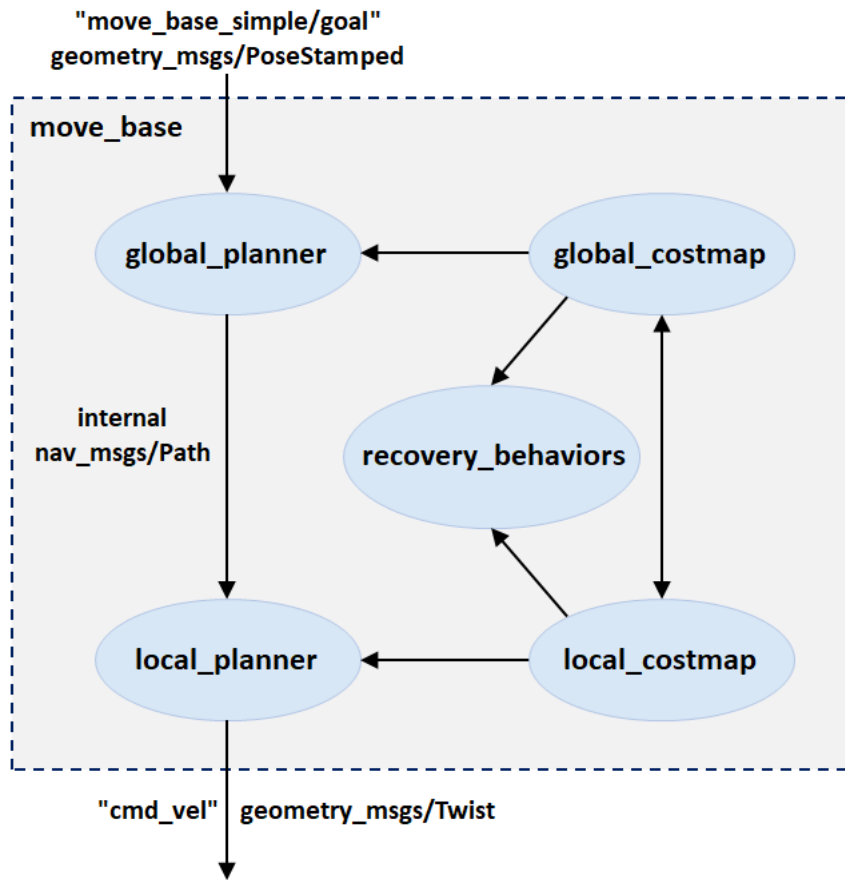 "move_base_simple/goal"
geometry_msgs/PoseStamped
move_base
global_planner
global_costmap
internal
nav_msgs/Path
recovery_behaviors
local_planner
local_costmap
"cmd_vel"
geometry_msgs/Twist